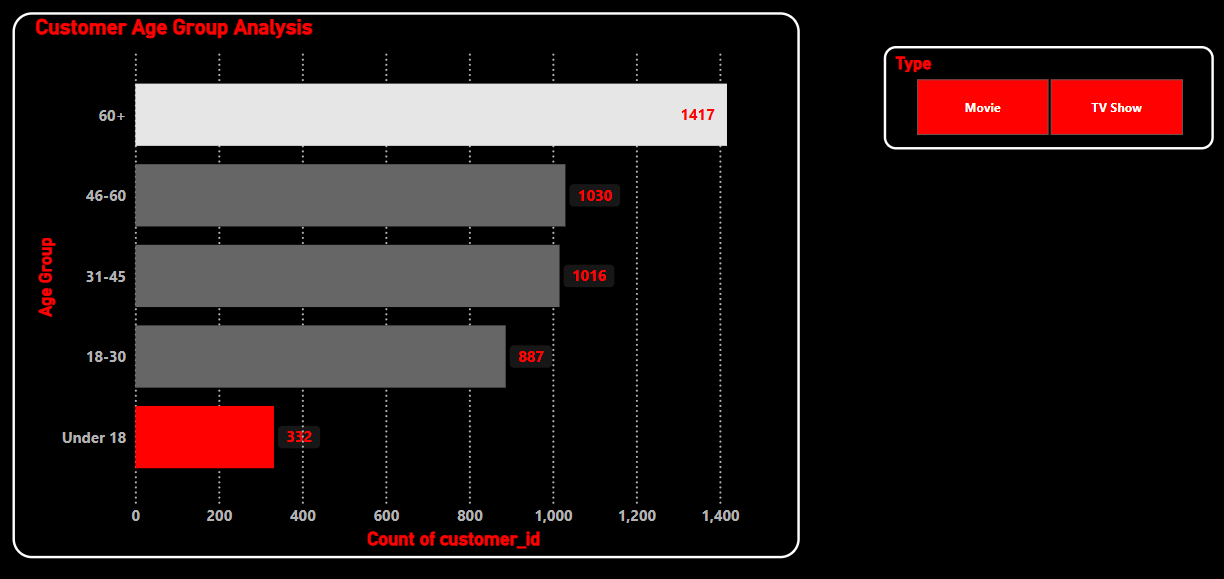 Customer Age Group Analysis
Type
Movie TV Show
60+ 1417
46-60 1030
31-45 1016
18-30 887
Under 18 332
Age Group
0 200 400 600 800 1,000 1,200 1,400
Count of customer_id